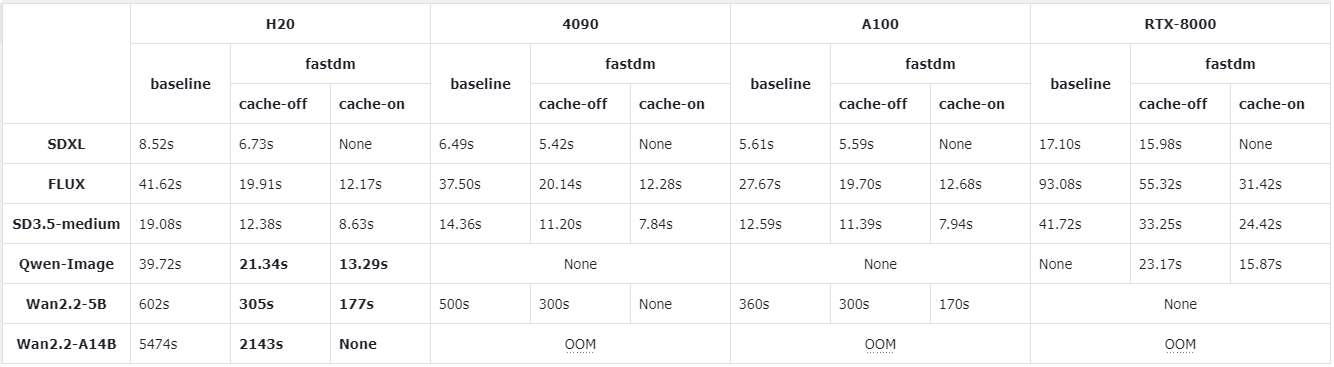 H20 4090 A100 RTX-8000
baseline fastdm baseline fastdm baseline fastdm baseline fastdm
cache-off cache-on cache-off cache-on cache-off cache-on cache-off cache-on
SDXL 8.52s 6.73s None 6.49s 5.42s None 5.61s 5.59s None 17.10s 15.98s None
FLUX 41.62s 19.91s 12.17s 37.50s 20.14s 12.28s 27.67s 19.70s 12.68s 93.08s 55.32s 31.42s
SD3.5-medium 19.08s 12.38s 8.63s 14.36s 11.20s 7.84s 12.59s 11.39s 7.94s 41.72s 33.25s 24.42s
Qwen-Image 39.72s 21.34s 13.29s None None None 23.17s 15.87s
Wan2.2-5B 602s 305s 177s 500s 300s None 360s 300s 170s None
Wan2.2-A14B 5474s 2143s None OOM OOM OOM